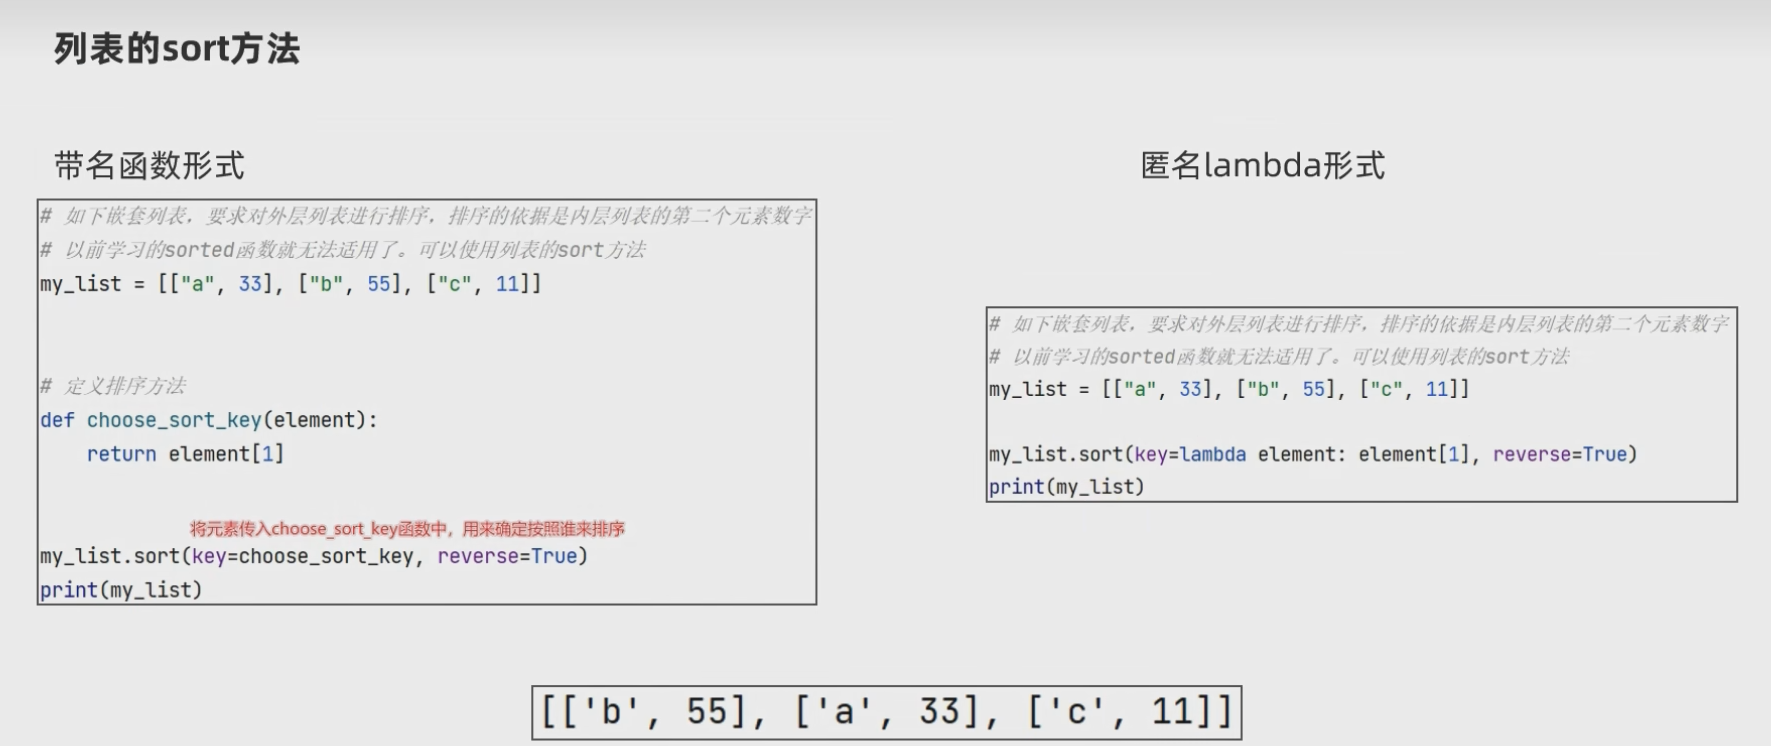 列表的sort方法
带名函数形式
# 如下嵌套列表，要求对外层列表进行排序，排序的依据是内层列表的第二个元素数字
# 以前学习的sorted函数就无法适用了。可以使用列表的sort方法
my_list = [["a", 33], ["b", 55], ["c", 11]]
# 定义排序方法
def choose_sort_key(element):
    return element[1]
将元素传入choose_sort_key函数中，用来确定按照谁来排序
my_list.sort(key=choose_sort_key, reverse=True)
print(my_list)
匿名lambda形式
# 如下嵌套列表，要求对外层列表进行排序，排序的依据是内层列表的第二个元素数字
# 以前学习的sorted函数就无法适用了。可以使用列表的sort方法
my_list = [["a", 33], ["b", 55], ["c", 11]]
my_list.sort(key=lambda element: element[1], reverse=True)
print(my_list)
[['b', 55], ['a', 33], ['c', 11]]